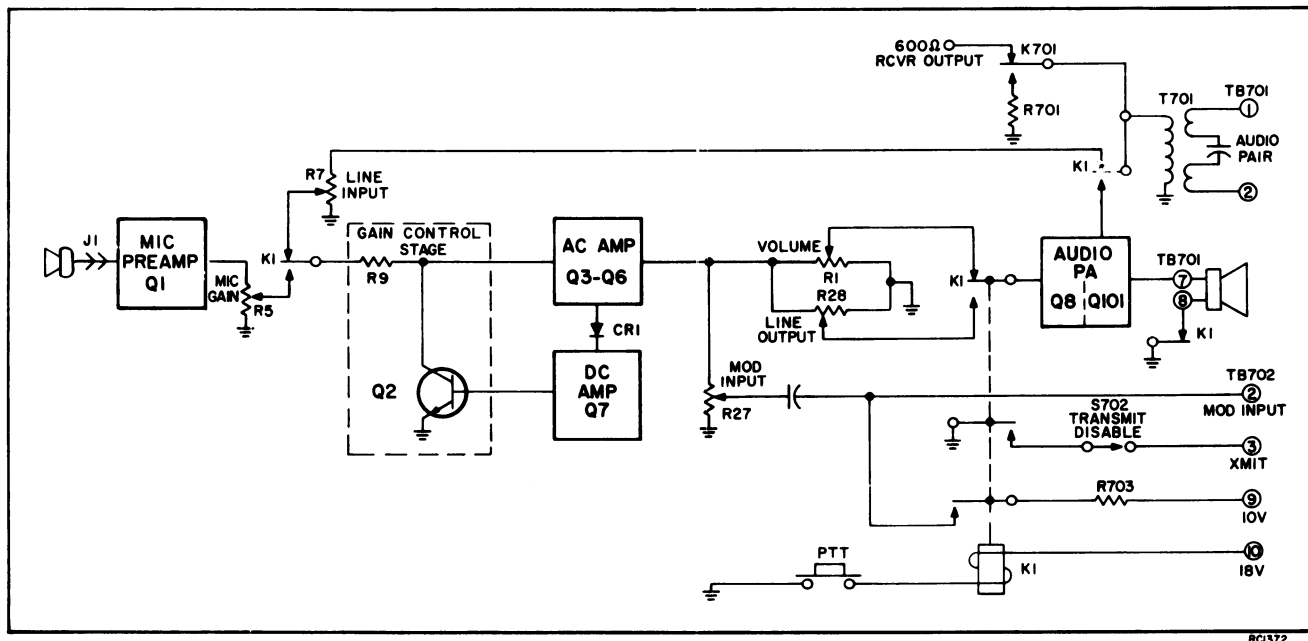 600Ω
RCVR OUTPUT
K701
R701
T701
TB701
1
AUDIO
PAIR
2
K1
R7
LINE
INPUT
J1
MIC
PREAMP
Q1
K1
MIC
GAIN
R5
GAIN CONTROL
STAGE
R9
Q2
AC AMP
Q3-Q6
CR1
DC
AMP
Q7
VOLUME
R1
R28
LINE
OUTPUT
K1
AUDIO
PA
Q8 Q101
TB701
7
8
K1
MOD
INPUT
R27
TB702
2
MOD INPUT
S702
TRANSMIT
DISABLE
3
XMIT
R703
9
10V
10
18V
PTT
K1
RC1372